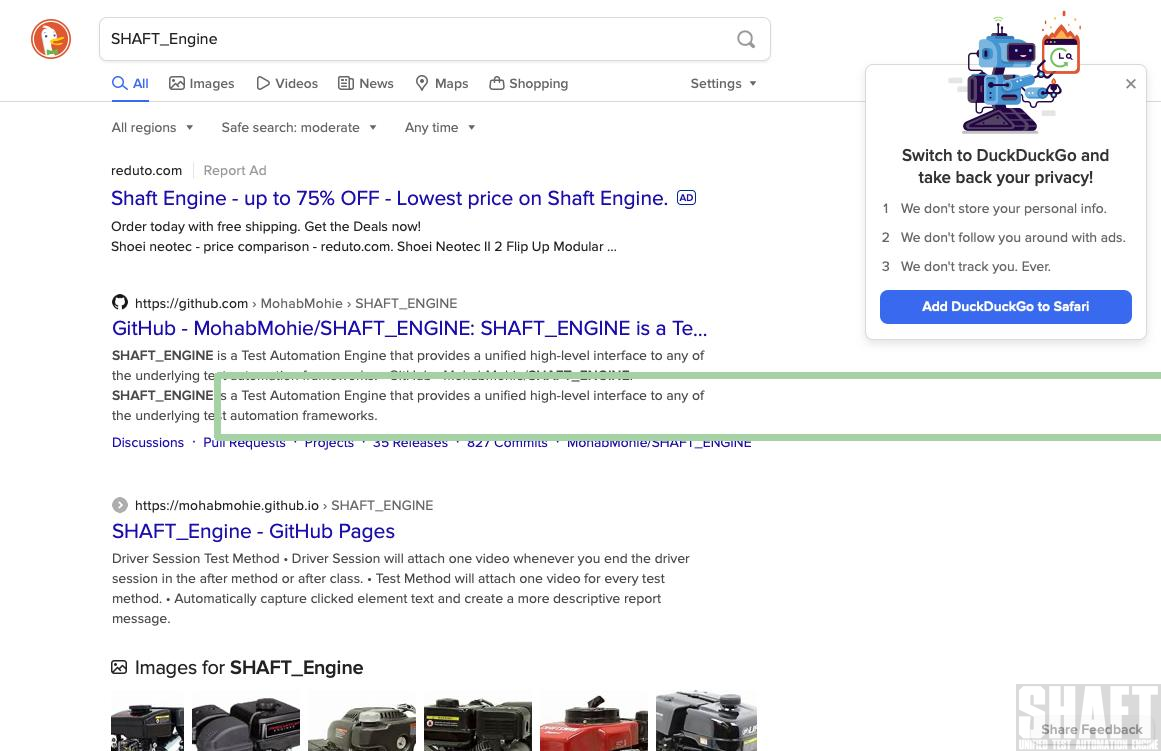 SHAFT_Engine
All
Images
Videos
News
Maps
Shopping
Settings
All regions
Safe search: moderate
Any time
reduto.com
Report Ad
Shaft Engine - up to 75% OFF - Lowest price on Shaft Engine. AD
Order today with free shipping. Get the Deals now!
Shoei neotec - price comparison - reduto.com. Shoei Neotec II 2 Flip Up Modular ...
https://github.com › MohabMohie › SHAFT_ENGINE
GitHub - MohabMohie/SHAFT_ENGINE: SHAFT_ENGINE is a Te...
SHAFT_ENGINE is a Test Automation Engine that provides a unified high-level interface to any of
the underlying test automation frameworks. - GitHub - MohabMohie/SHAFT_ENGINE:
SHAFT_ENGINE is a Test Automation Engine that provides a unified high-level interface to any of
the underlying test automation frameworks.
Discussions · Pull Requests · Projects · 35 Releases · 827 Commits · MohabMohie/SHAFT_ENGINE
https://mohabmohie.github.io › SHAFT_ENGINE
SHAFT_Engine - GitHub Pages
Driver Session Test Method • Driver Session will attach one video whenever you end the driver
session in the after method or after class. • Test Method will attach one video for every test
method. • Automatically capture clicked element text and create a more descriptive report
message.
Images for SHAFT_Engine
Switch to DuckDuckGo and
take back your privacy!
1 We don't store your personal info.
2 We don't follow you around with ads.
3 We don't track you. Ever.
Add DuckDuckGo to Safari
SHAFT
Share Feedback